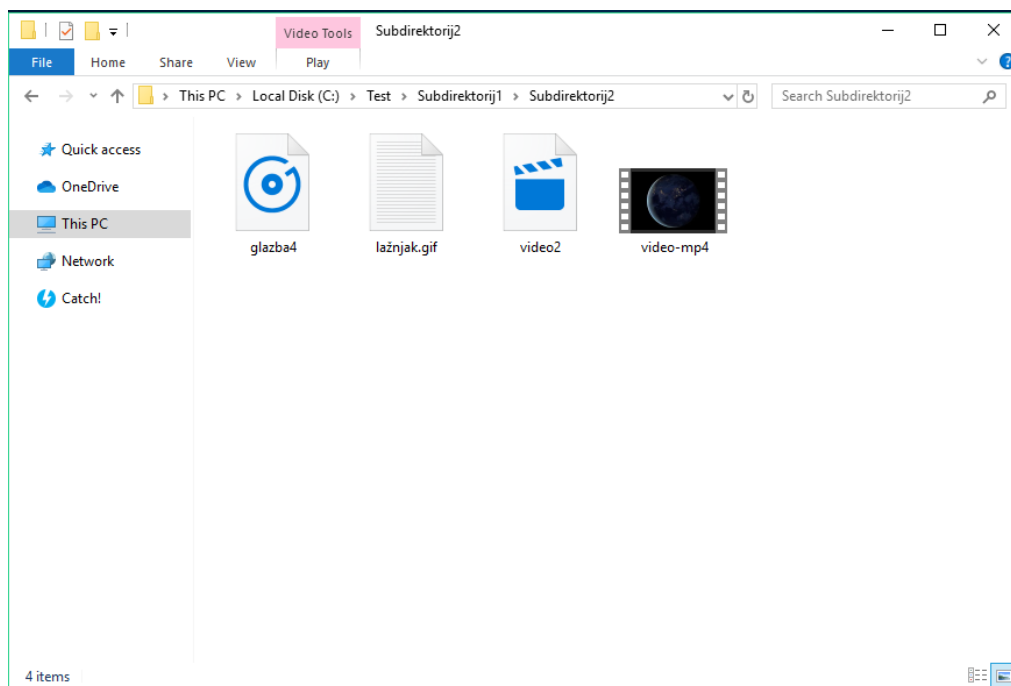 Video Tools Subdirektorij2
File Home Share View Play
This PC > Local Disk (C:) > Test > Subdirektorij1 > Subdirektorij2 Search Subdirektorij2
Quick access
OneDrive
This PC
Network
Catch!
glazba4 lažnjak.gif video2 video-mp4
4 items